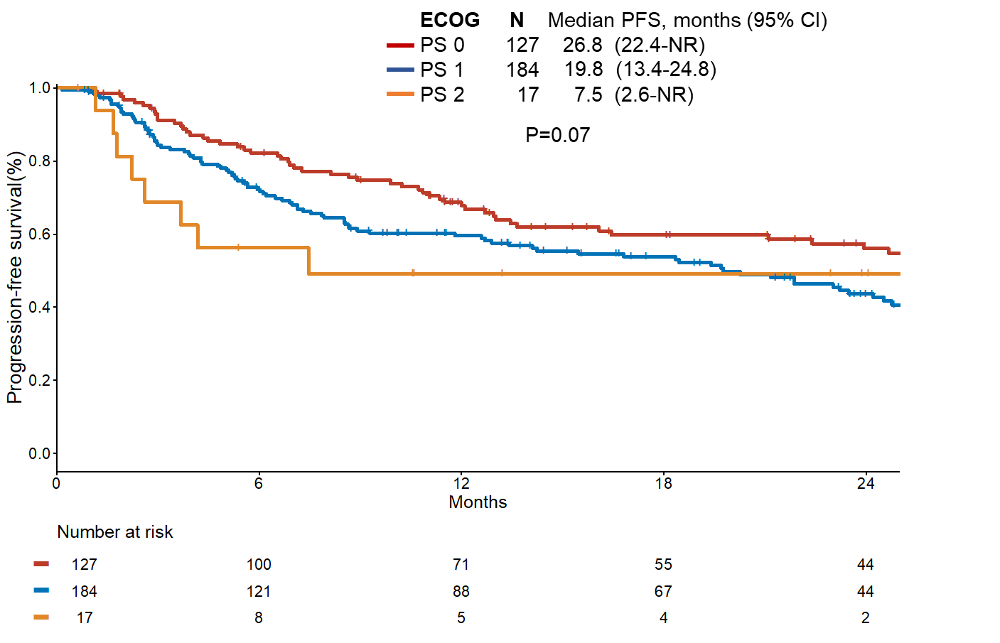 ECOG N Median PFS, months (95% CI)
PS 0 127 26.8 (22.4-NR)
PS 1 184 19.8 (13.4-24.8)
PS 2 17 7.5 (2.6-NR)
P=0.07
Progression-free survival(%)
1.0
0.8
0.6
0.4
0.2
0.0
0 6 12 18 24
Months
Number at risk
127 100 71 55 44
184 121 88 67 44
17 8 5 4 2